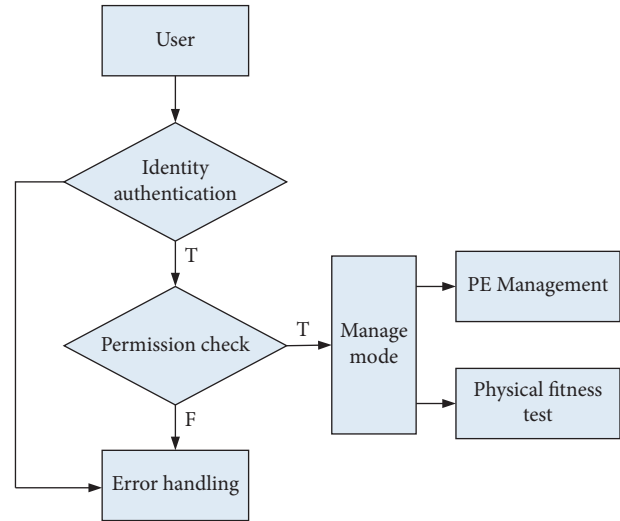 User
Identity
authentication
T
Permission check
T
Manage
mode
PE Management
Physical fitness
test
F
Error handling